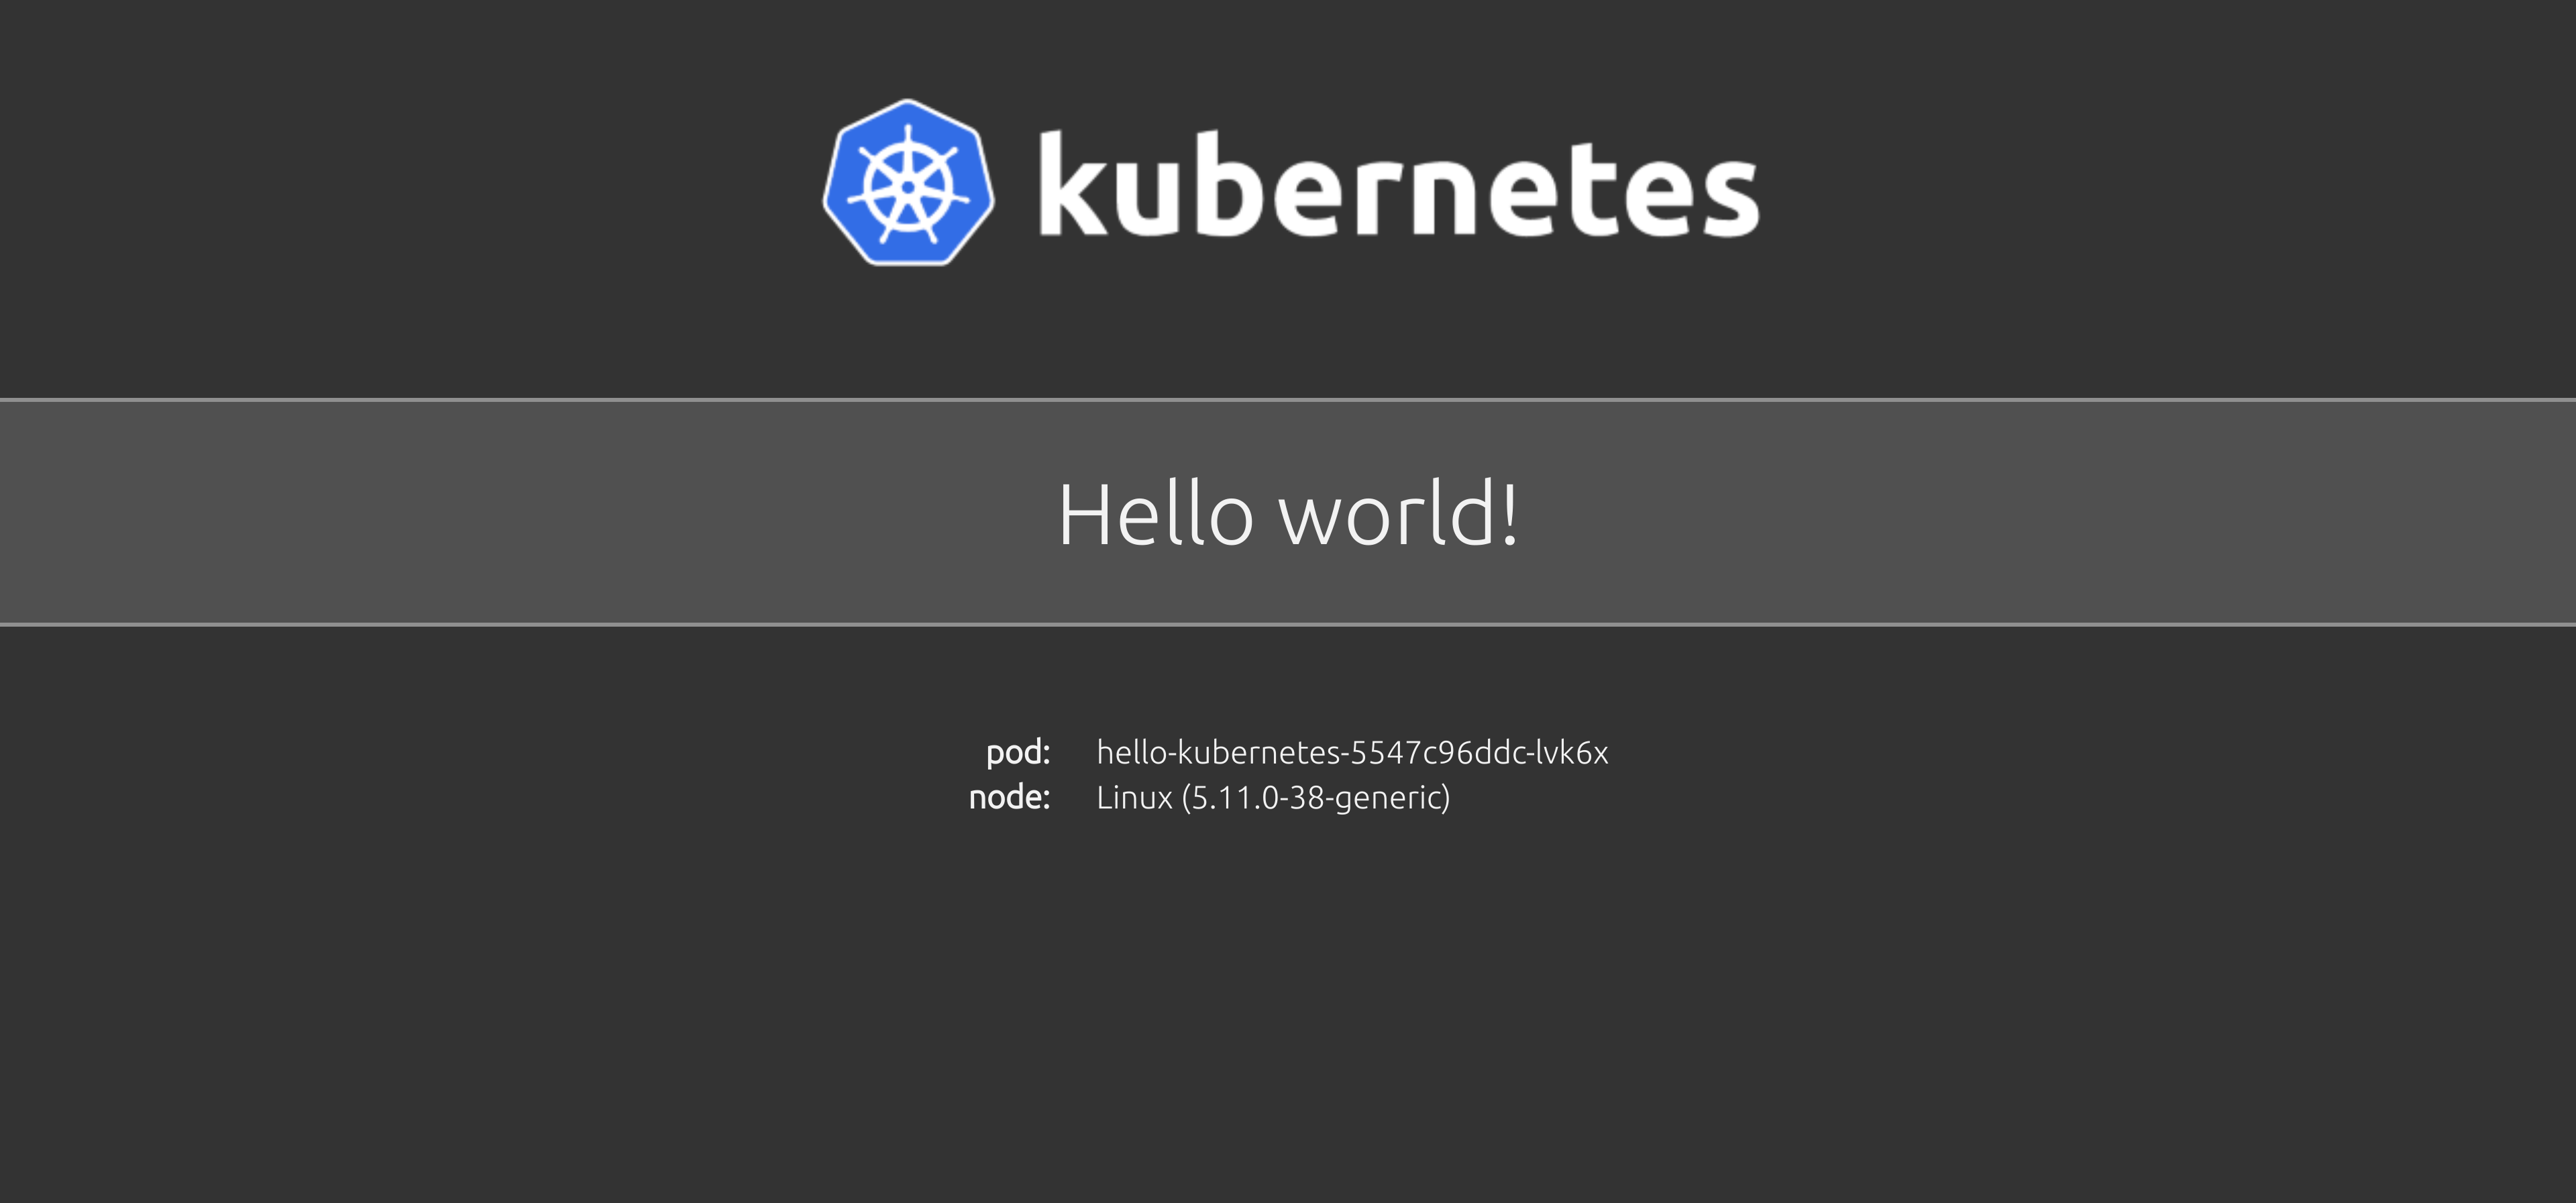 kubernetes
Hello world!
pod: hello-kubernetes-5547c96ddc-lvk6x
node: Linux (5.11.0-38-generic)